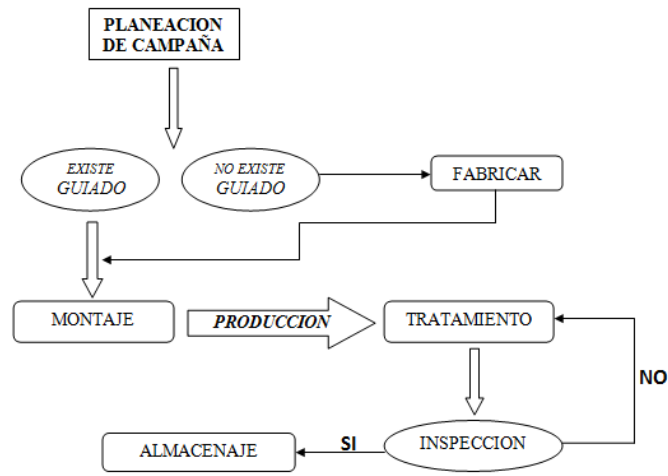 PLANEACION
DE CAMPAÑA
EXISTE
GUIADO
NO EXISTE
GUIADO
FABRICAR
MONTAJE
PRODUCCION
TRATAMIENTO
NO
ALMACENAJE
SI
INSPECCION